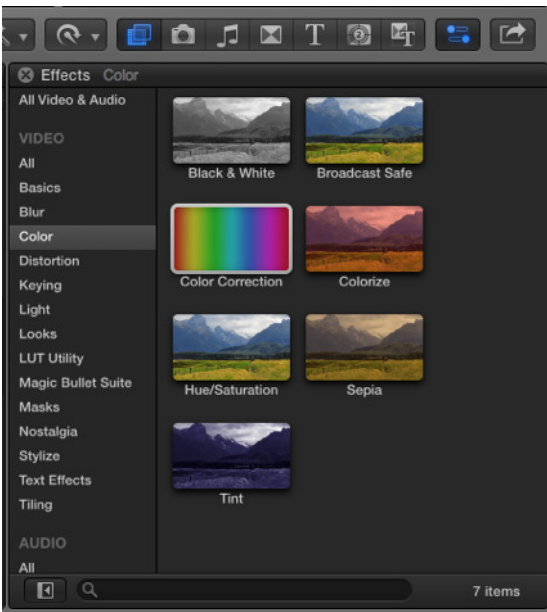 T
2
T
Effects Color
All Video & Audio
VIDEO
All
Basics
Blur
Color
Distortion
Keying
Light
Looks
LUT Utility
Magic Bullet Suite
Masks
Nostalgia
Stylize
Text Effects
Tiling
AUDIO
All
Black & White
Broadcast Safe
Color Correction
Colorize
Hue/Saturation
Sepia
Tint
7 items